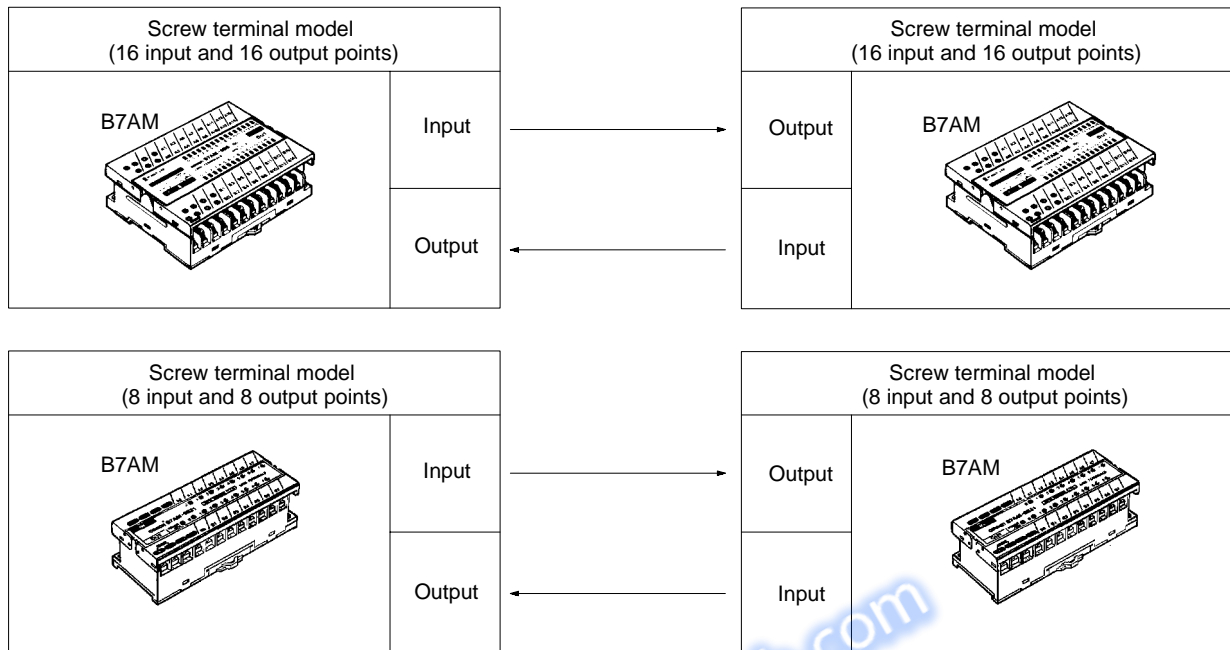 Screw terminal model
(16 input and 16 output points)
B7AM
Input
Output
Screw terminal model
(16 input and 16 output points)
Output
B7AM
Input
Screw terminal model
(8 input and 8 output points)
B7AM
Input
Output
Screw terminal model
(8 input and 8 output points)
Output
B7AM
Input
.com